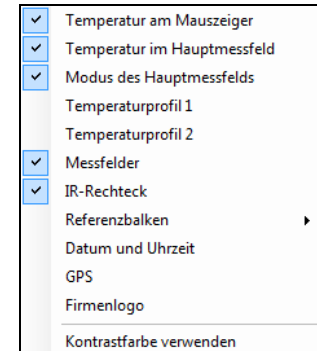 Temperatur am Mauszeiger
Temperatur im Hauptmessfeld
Modus des Hauptmessfelds
Temperaturprofil 1
Temperaturprofil 2
Messfelder
IR-Rechteck
Referenzbalken
Datum und Uhrzeit
GPS
Firmenlogo
Kontrastfarbe verwenden